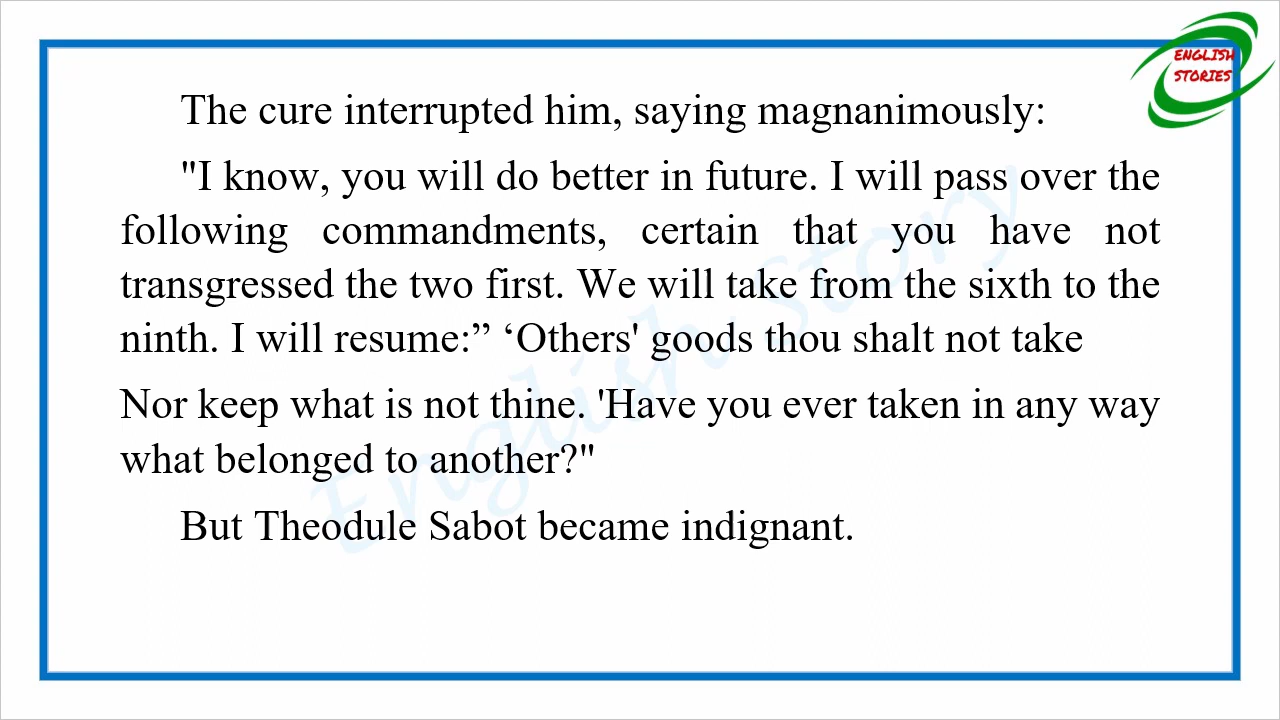 ENGLISH
STORIES
The cure interrupted him, saying magnanimously:
"I know, you will do better in future. I will pass over the
following commandments, certain that you have not
transgressed the two first. We will take from the sixth to the
ninth. I will resume:” ‘Others' goods thou shalt not take
Nor keep what is not thine. 'Have you ever taken in any way
what belonged to another?"
But Theodule Sabot became indignant.
English Story